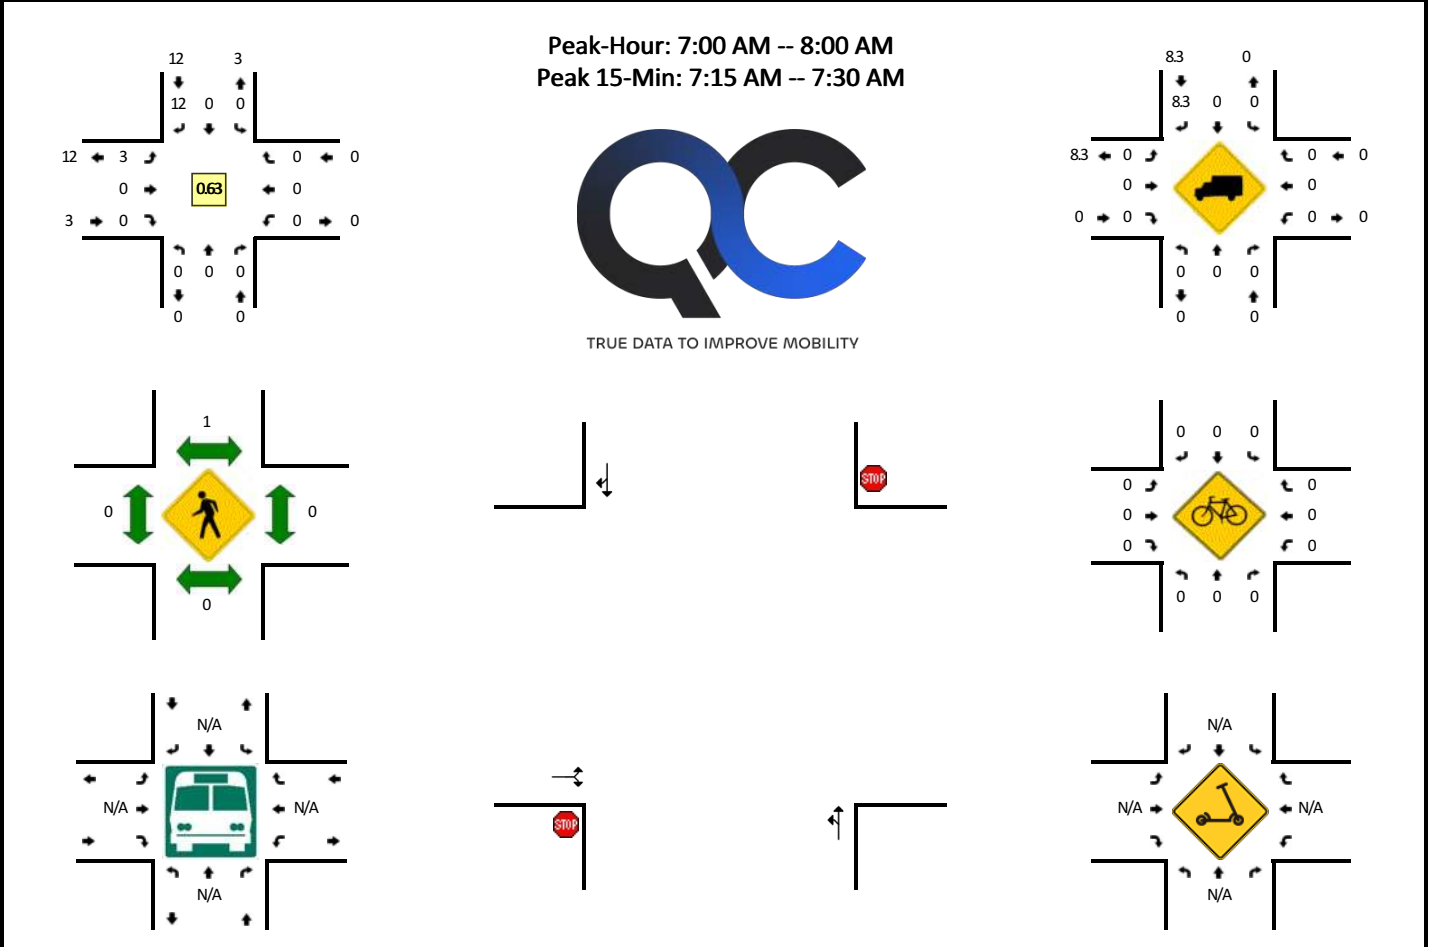 Peak-Hour: 7:00 AM -- 8:00 AM
Peak 15-Min: 7:15 AM -- 7:30 AM
12 3
12 0 0
12 3 0 0
0 0.63 0
3 0 0 0
0 0 0
0 0
QC
TRUE DATA TO IMPROVE MOBILITY
8.3 0
8.3 0 0
8.3 0 0 0
0 0
0 0 0 0
0 0 0
0 0
1
0 0
0
STOP
0 0 0
0 0
0 0
0 0
0 0 0
N/A
N/A N/A
N/A
STOP
N/A
N/A N/A
N/A